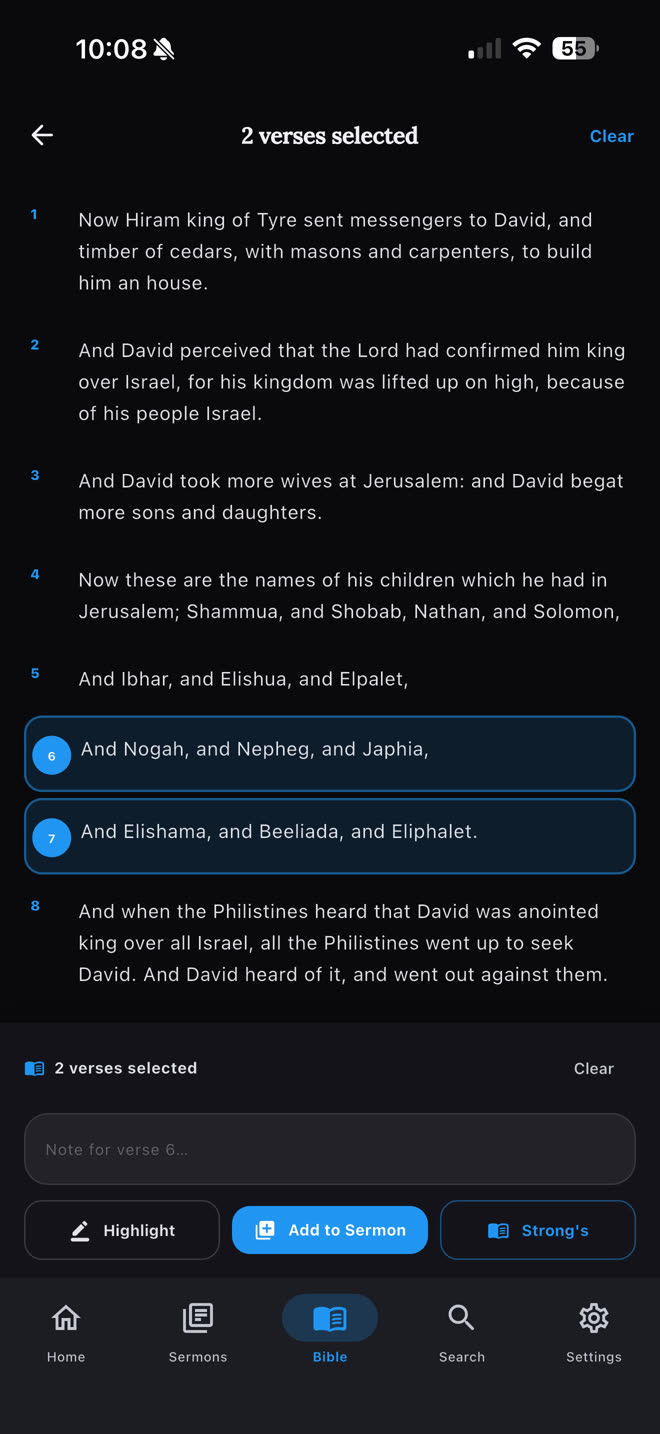 10:08
55
2 verses selected
Clear
1
Now Hiram king of Tyre sent messengers to David, and
timber of cedars, with masons and carpenters, to build
him an house.
2
And David perceived that the Lord had confirmed him king
over Israel, for his kingdom was lifted up on high, because
of his people Israel.
3
And David took more wives at Jerusalem: and David begat
more sons and daughters.
4
Now these are the names of his children which he had in
Jerusalem; Shammua, and Shobab, Nathan, and Solomon,
5
And Ibhar, and Elishua, and Elpalet,
6
And Nogah, and Nepheg, and Japhia,
7
And Elishama, and Beeliada, and Eliphalet.
8
And when the Philistines heard that David was anointed
king over all Israel, all the Philistines went up to seek
David. And David heard of it, and went out against them.
2 verses selected
Clear
Note for verse 6…
Highlight
Add to Sermon
Strong's
Home
Sermons
Bible
Search
Settings